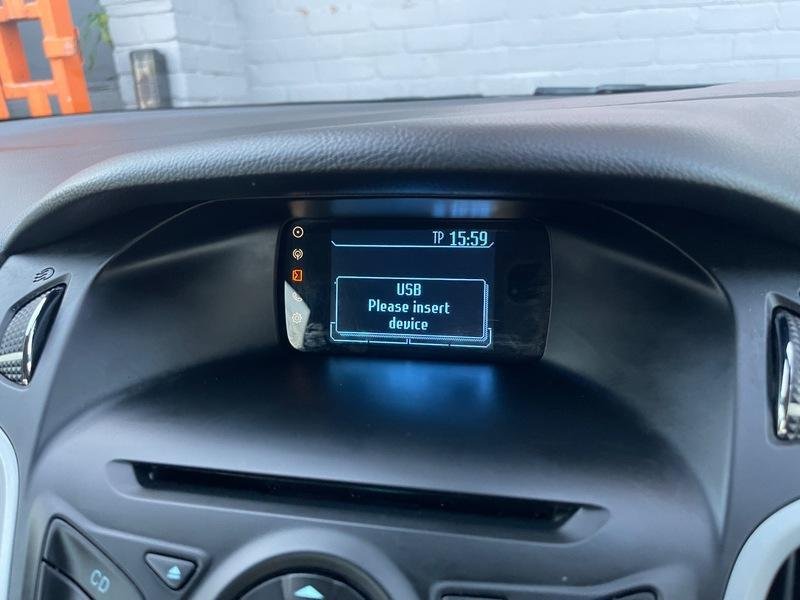 TP 15:59
USB
Please insert
device
CD